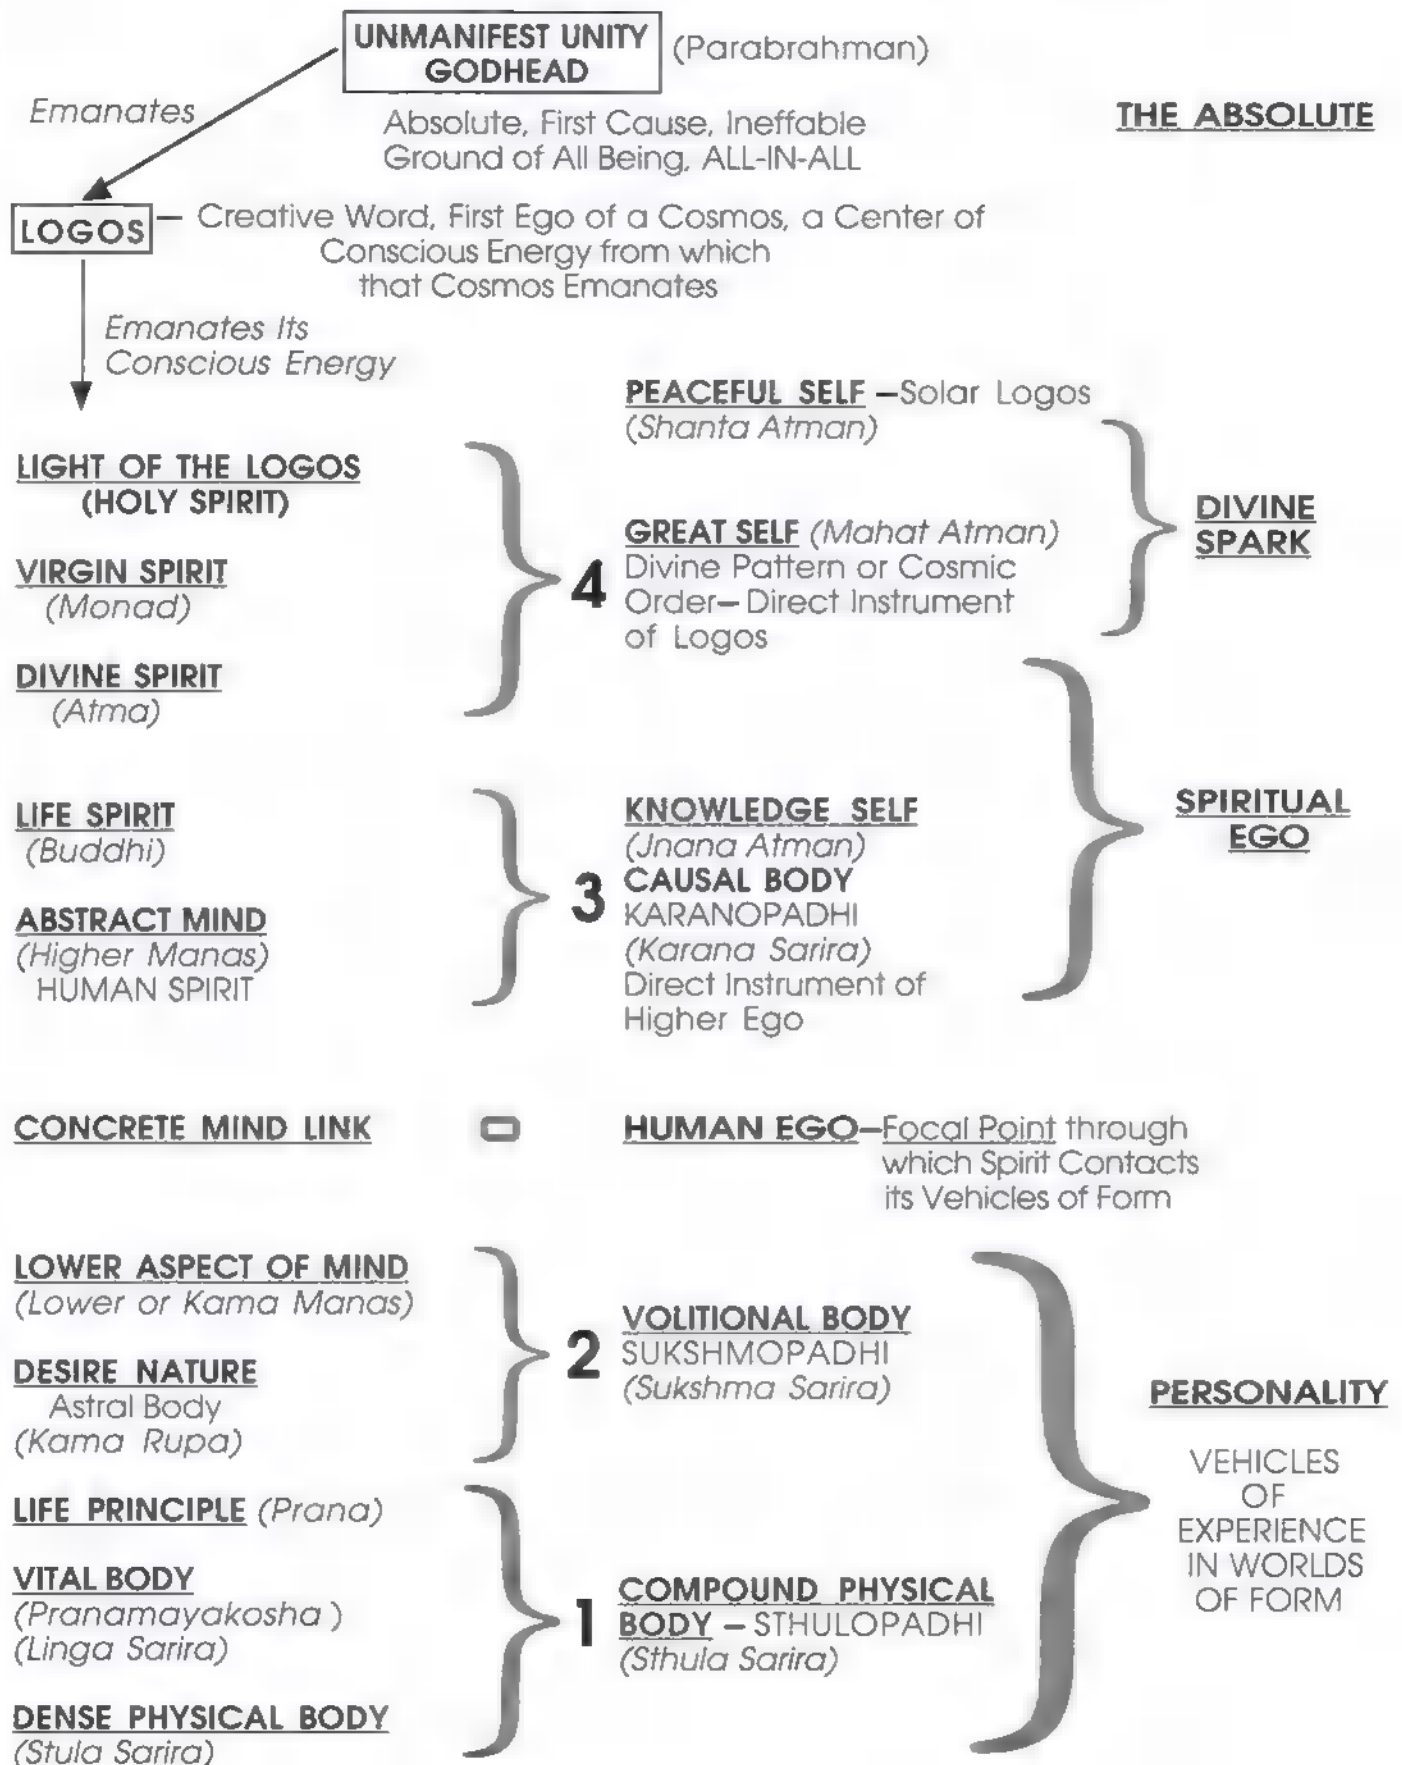 UNMANIFEST UNITY
GODHEAD
(Parabrahman)
Emanates
Absolute, First Cause, Ineffable
Ground of All Being, ALL-IN-ALL
THE ABSOLUTE
LOGOS — Creative Word, First Ego of a Cosmos, a Center of
Conscious Energy from which
that Cosmos Emanates
Emanates Its
Conscious Energy
PEACEFUL SELF —Solar Logos
(Shanta Atman)
LIGHT OF THE LOGOS
(HOLY SPIRIT)
VIRGIN SPIRIT
(Monad)
DIVINE SPIRIT
(Atma)
4
GREAT SELF (Mahat Atman)
Divine Pattern or Cosmic
Order— Direct Instrument
of Logos
DIVINE
SPARK
LIFE SPIRIT
(Buddhi)
ABSTRACT MIND
(Higher Manas)
HUMAN SPIRIT
3
KNOWLEDGE SELF
(Jnana Atman)
CAUSAL BODY
KARANOPADHI
(Karana Sarira)
Direct Instrument of
Higher Ego
SPIRITUAL
EGO
CONCRETE MIND LINK
HUMAN EGO—Focal Point through
which Spirit Contacts
its Vehicles of Form
LOWER ASPECT OF MIND
(Lower or Kama Manas)
DESIRE NATURE
Astral Body
(Kama Rupa)
2
VOLITIONAL BODY
SUKSHMOPADHI
(Sukshma Sarira)
LIFE PRINCIPLE (Prana)
VITAL BODY
(Pranamayakosha )
(Linga Sarira)
DENSE PHYSICAL BODY
(Stula Sarira)
1
COMPOUND PHYSICAL
BODY — STHULOPADHI
(Sthula Sarira)
PERSONALITY
VEHICLES
OF
EXPERIENCE
IN WORLDS
OF FORM